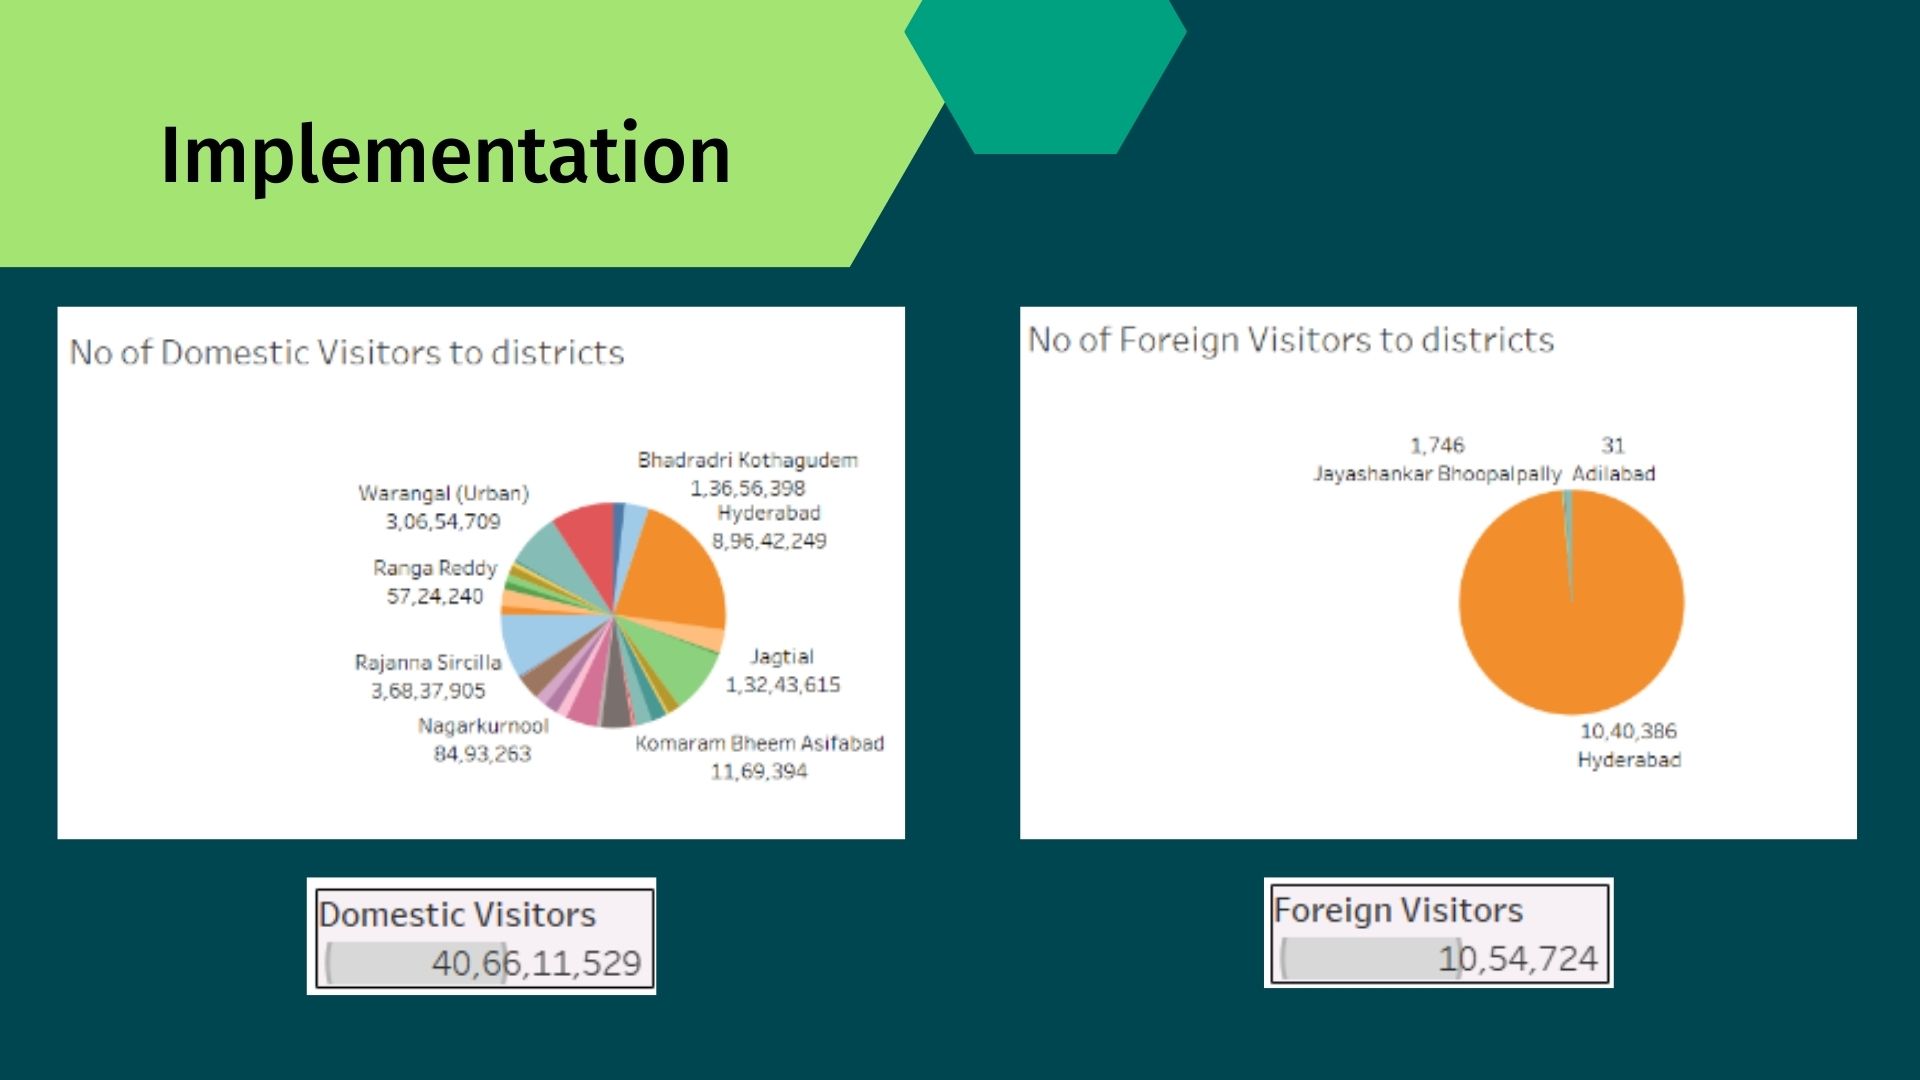 Implementation
No of Domestic Visitors to districts
Bhadradri Kothagudem
1,36,56,398
Hyderabad
8,96,42,249
Warangal (Urban)
3,06,54,709
Ranga Reddy
57,24,240
Rajanna Sircilla
3,68,37,905
Nagarkurnool
84,93,263
Jagtial
1,32,43,615
Komaram Bheem Asifabad
11,69,394
Domestic Visitors
40,66,11,529
No of Foreign Visitors to districts
1,746
Jayashankar Bhoopalpally
31
Adilabad
10,40,386
Hyderabad
Foreign Visitors
10,54,724